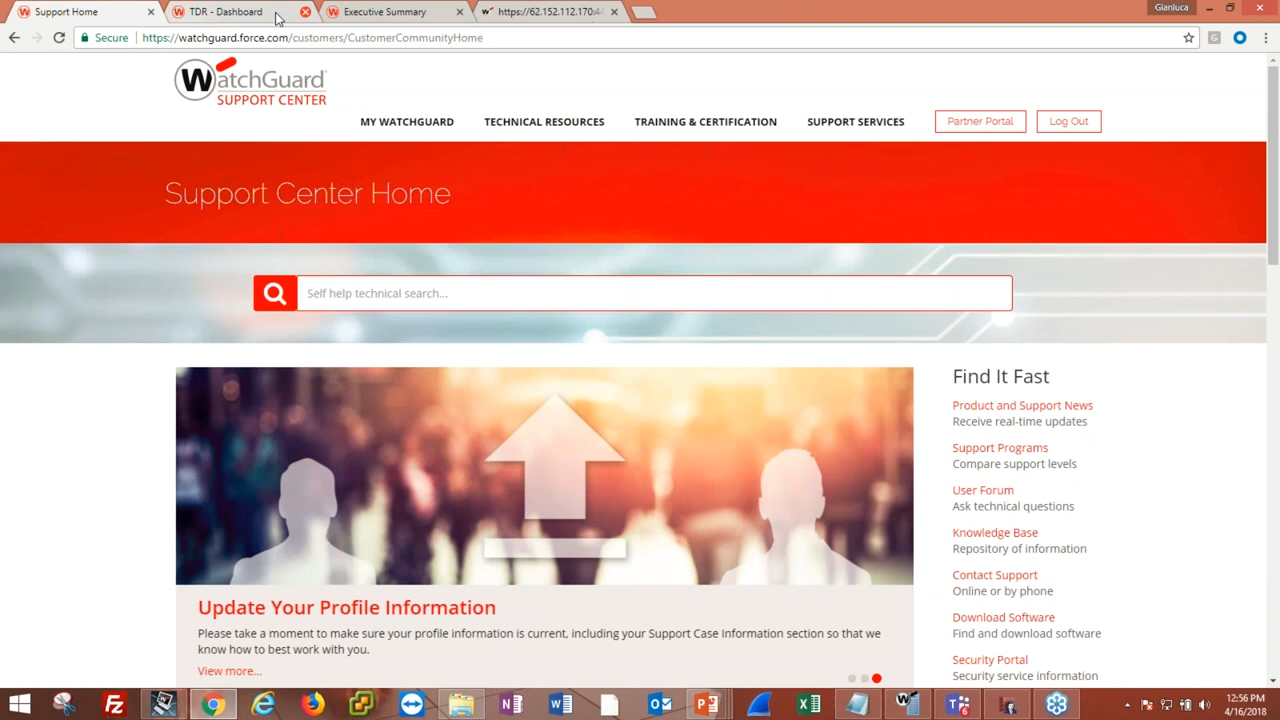 Support Home
TDR - Dashboard
Executive Summary
https://62.152.112.170:4
Gianluca
Secure
https://watchguard.force.com/customers/CustomerCommunityHome
WatchGuard
SUPPORT CENTER
MY WATCHGUARD
TECHNICAL RESOURCES
TRAINING & CERTIFICATION
SUPPORT SERVICES
Partner Portal
Log Out
Support Center Home
Self help technical search...
Find It Fast
Product and Support News
Receive real-time updates
Support Programs
Compare support levels
User Forum
Ask technical questions
Knowledge Base
Repository of information
Contact Support
Online or by phone
Download Software
Find and download software
Security Portal
Security service information
Update Your Profile Information
Please take a moment to make sure your profile information is current, including your Support Case Information section so that we
know how to best work with you.
View more...
12:56 PM
4/16/2018